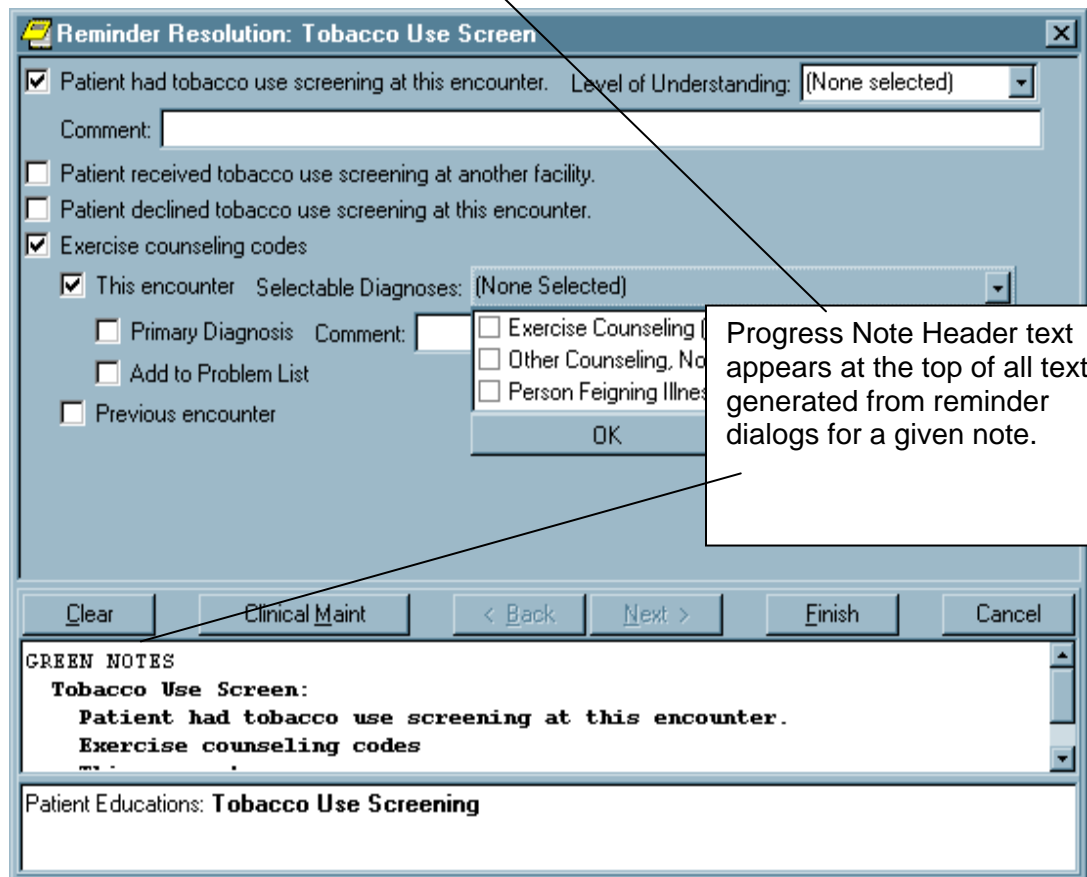 Reminder Resolution: Tobacco Use Screen
Patient had tobacco use screening at this encounter. Level of Understanding: (None selected)
Comment:
Patient received tobacco use screening at another facility.
Patient declined tobacco use screening at this encounter.
Exercise counseling codes
This encounter Selectable Diagnoses: (None Selected)
Primary Diagnosis Comment:
Exercise Counseling (
Add to Problem List
Other Counseling, No
Person Feigning Illnes
Previous encounter
OK
Progress Note Header text
appears at the top of all text
generated from reminder
dialogs for a given note.
Clear Clinical Maint < Back Next > Finish Cancel
GREEN NOTES
Tobacco Use Screen:
Patient had tobacco use screening at this encounter.
Exercise counseling codes
Patient Educations: Tobacco Use Screening